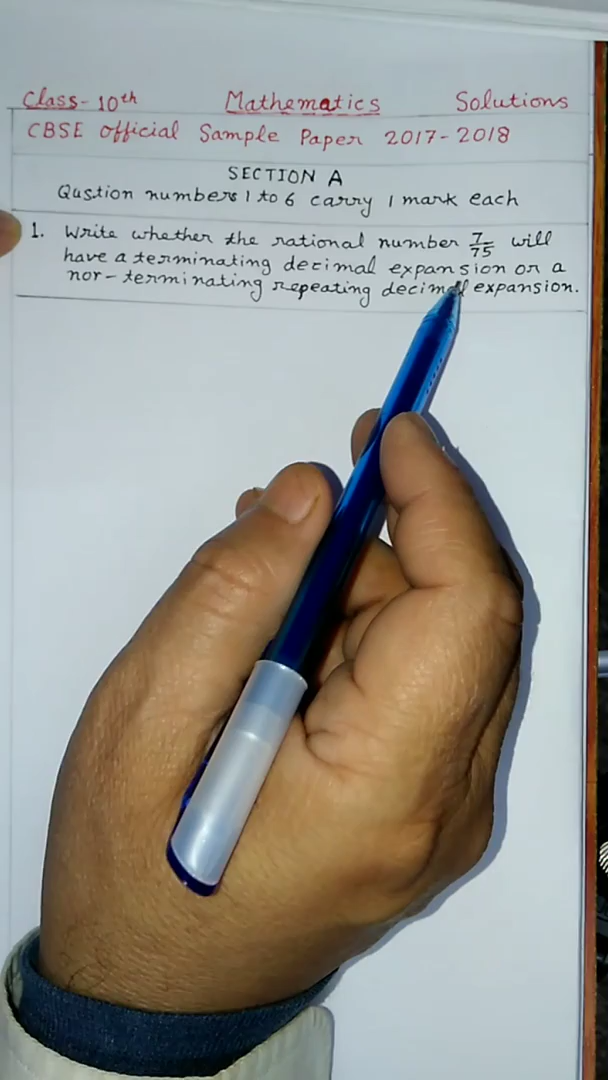 Class- 10th Mathematics Solutions
CBSE official Sample Paper 2017-2018
SECTION A
Qustion numbers 1 to 6 carry 1 mark each
1. Write whether the rational number 7/75 will
have a terminating decimal expansion or a
nor-terminating repeating decimal expansion.